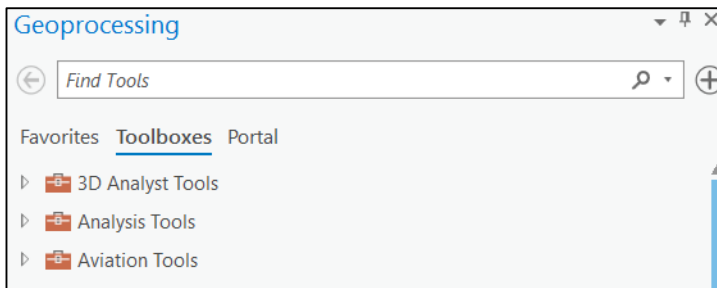 Geoprocessing
Find Tools
Favorites Toolboxes Portal
3D Analyst Tools
Analysis Tools
Aviation Tools